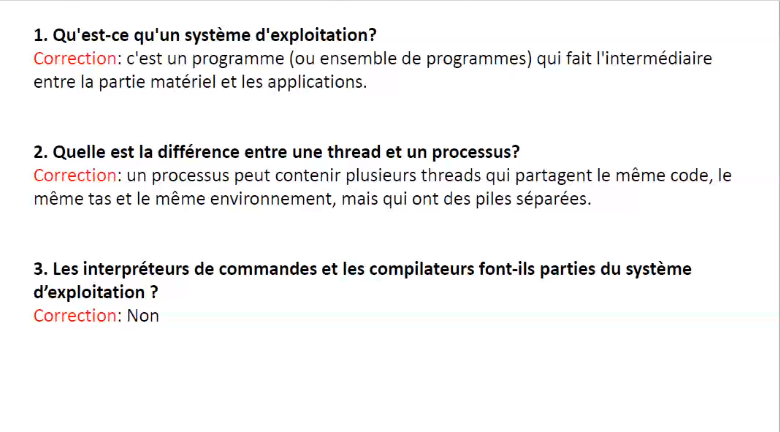 1. Qu'est-ce qu'un système d'exploitation?
Correction: c'est un programme (ou ensemble de programmes) qui fait l'intermédiaire
entre la partie matériel et les applications.
2. Quelle est la différence entre une thread et un processus?
Correction: un processus peut contenir plusieurs threads qui partagent le même code, le
même tas et le même environnement, mais qui ont des piles séparées.
3. Les interpréteurs de commandes et les compilateurs font-ils parties du système
d’exploitation ?
Correction: Non